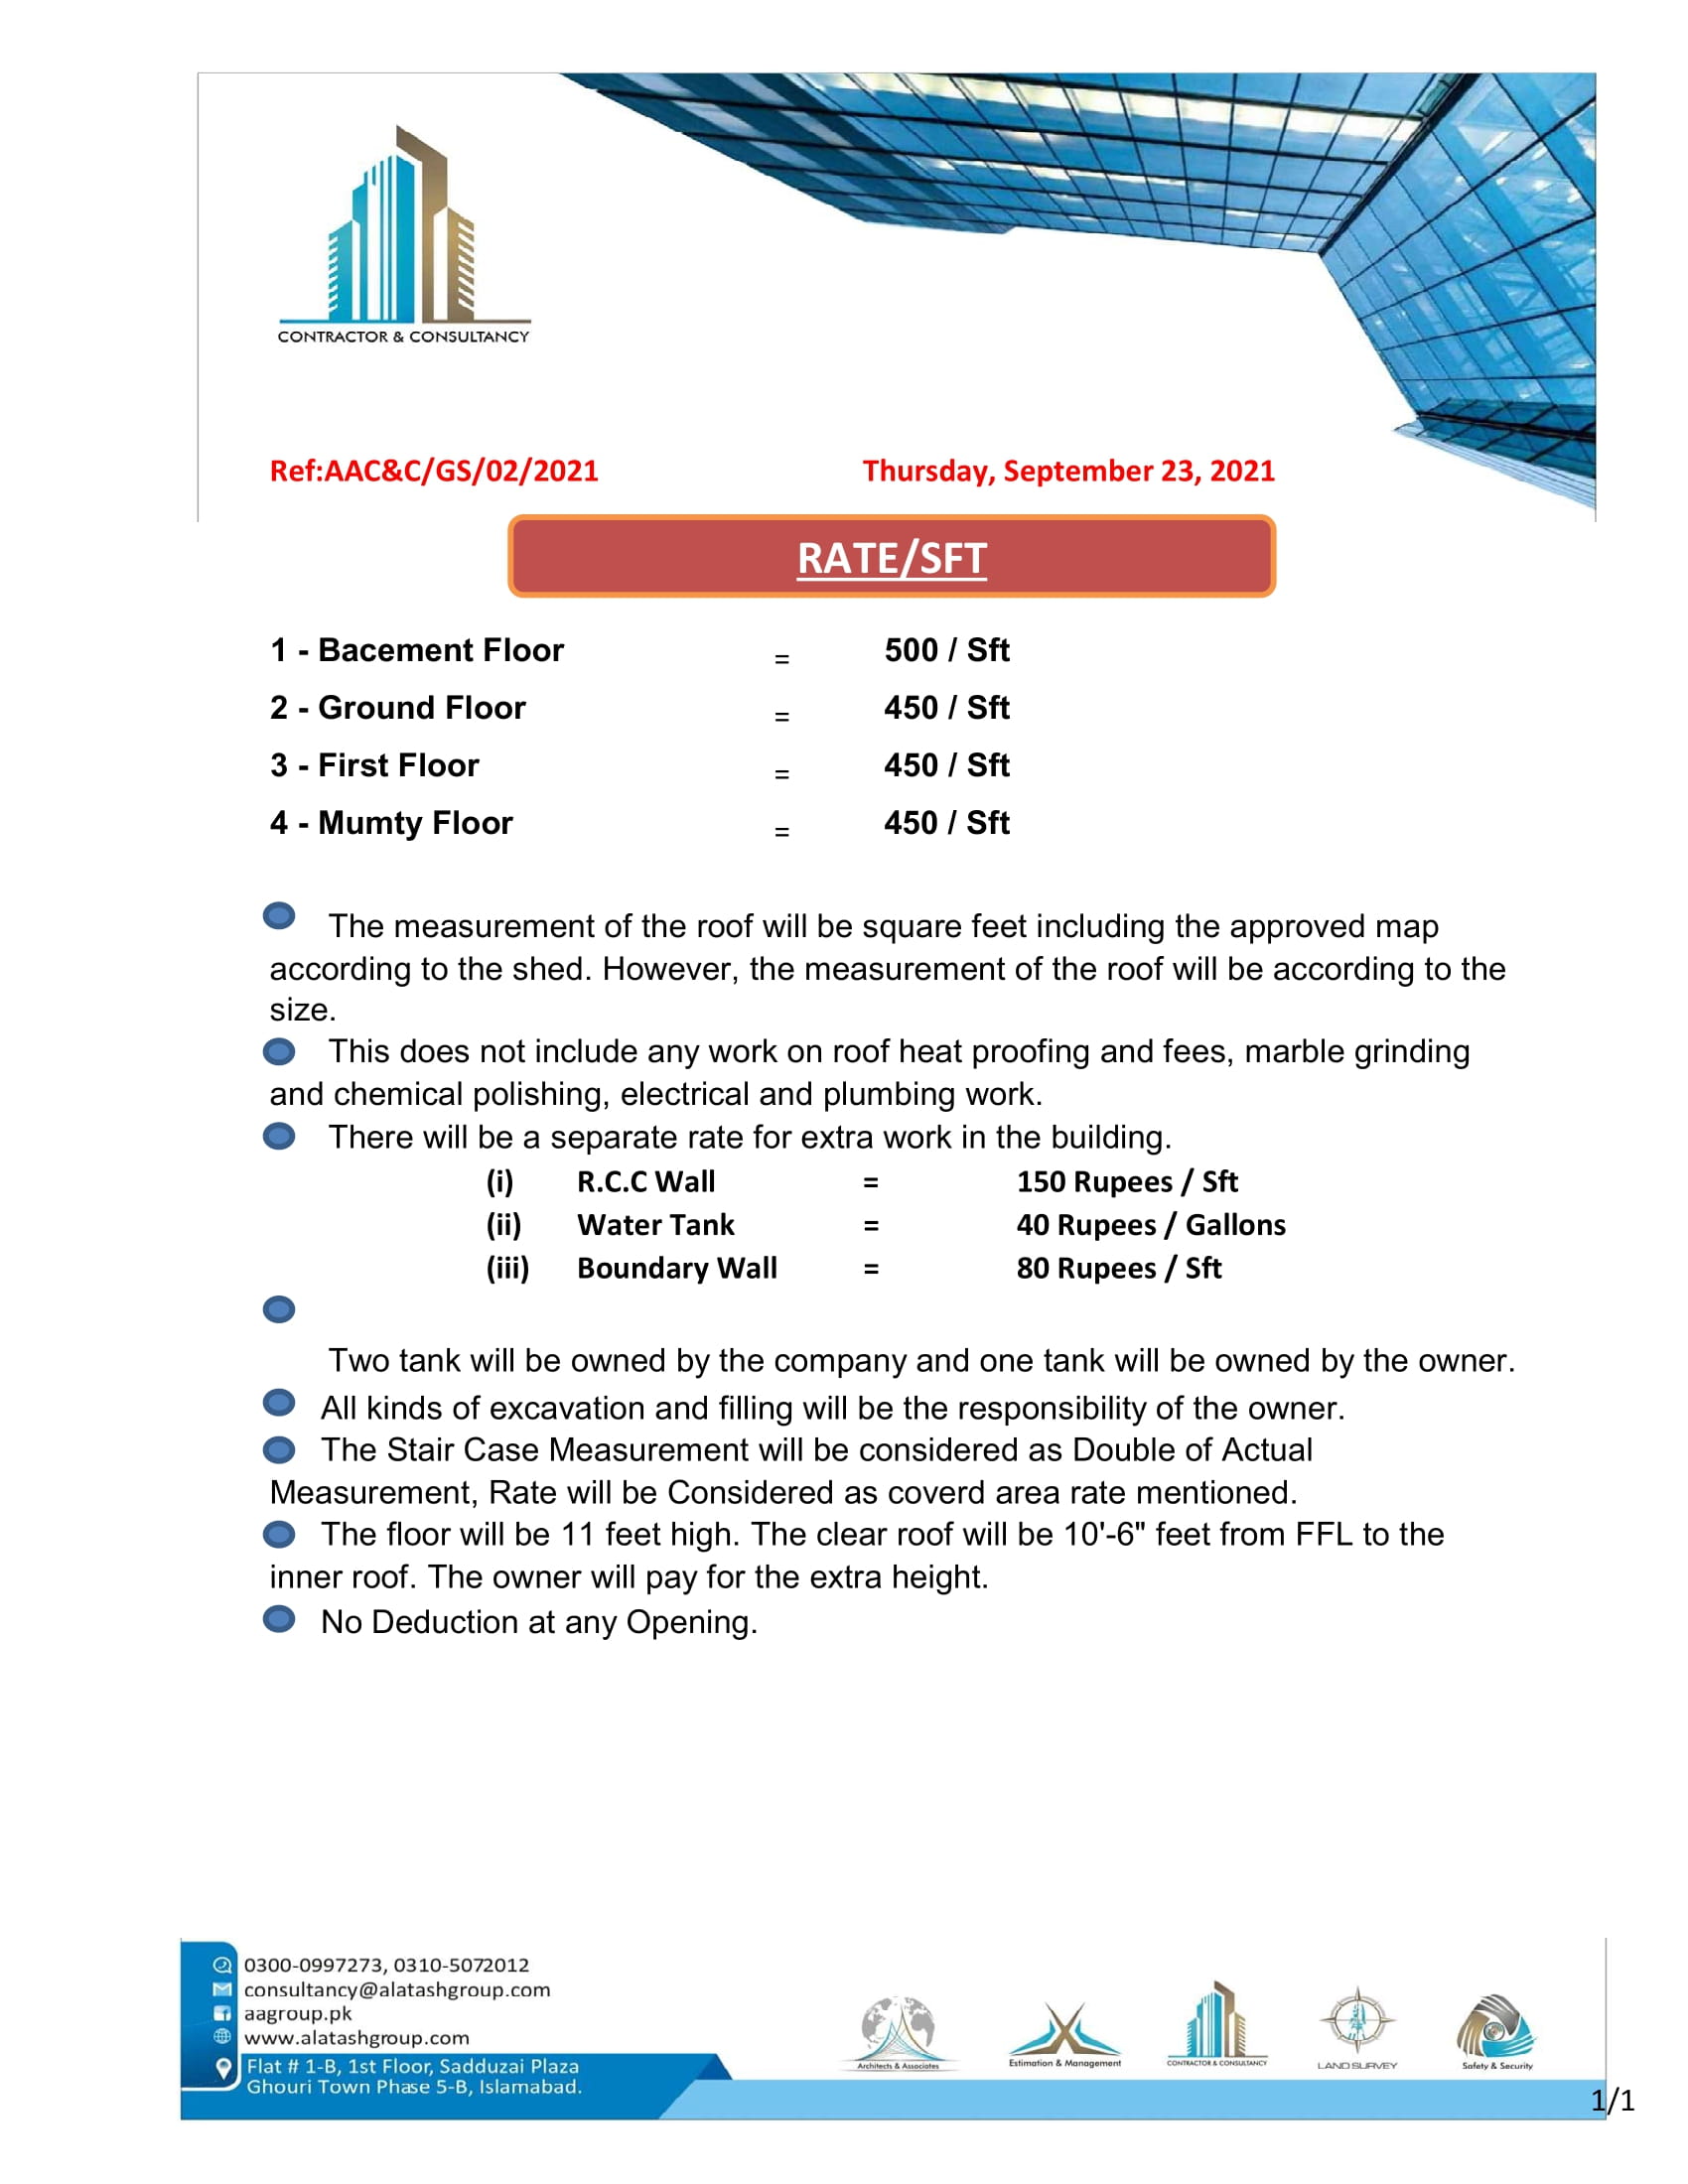 CONTRACTOR & CONSULTANCY
Ref:AAC&C/GS/02/2021 Thursday, September 23, 2021
RATE/SFT
1 - Bacement Floor = 500 / Sft
2 - Ground Floor = 450 / Sft
3 - First Floor = 450 / Sft
4 - Mumty Floor = 450 / Sft
The measurement of the roof will be square feet including the approved map
according to the shed. However, the measurement of the roof will be according to the
size.
This does not include any work on roof heat proofing and fees, marble grinding
and chemical polishing, electrical and plumbing work.
There will be a separate rate for extra work in the building.
(i) R.C.C Wall = 150 Rupees / Sft
(ii) Water Tank = 40 Rupees / Gallons
(iii) Boundary Wall = 80 Rupees / Sft
Two tank will be owned by the company and one tank will be owned by the owner.
All kinds of excavation and filling will be the responsibility of the owner.
The Stair Case Measurement will be considered as Double of Actual
Measurement, Rate will be Considered as coverd area rate mentioned.
The floor will be 11 feet high. The clear roof will be 10'-6" feet from FFL to the
inner roof. The owner will pay for the extra height.
No Deduction at any Opening.
0300-0997273, 0310-5072012
consultancy@alatashgroup.com
aagroup.pk
www.alatashgroup.com
Flat # 1-B, 1st Floor, Sadduzai Plaza
Ghouri Town Phase 5-B, Islamabad.
Architects & Associates
Estimation & Management
CONTRACTOR & CONSULTANCY
LAND SURVEY
Safety & Security
1/1